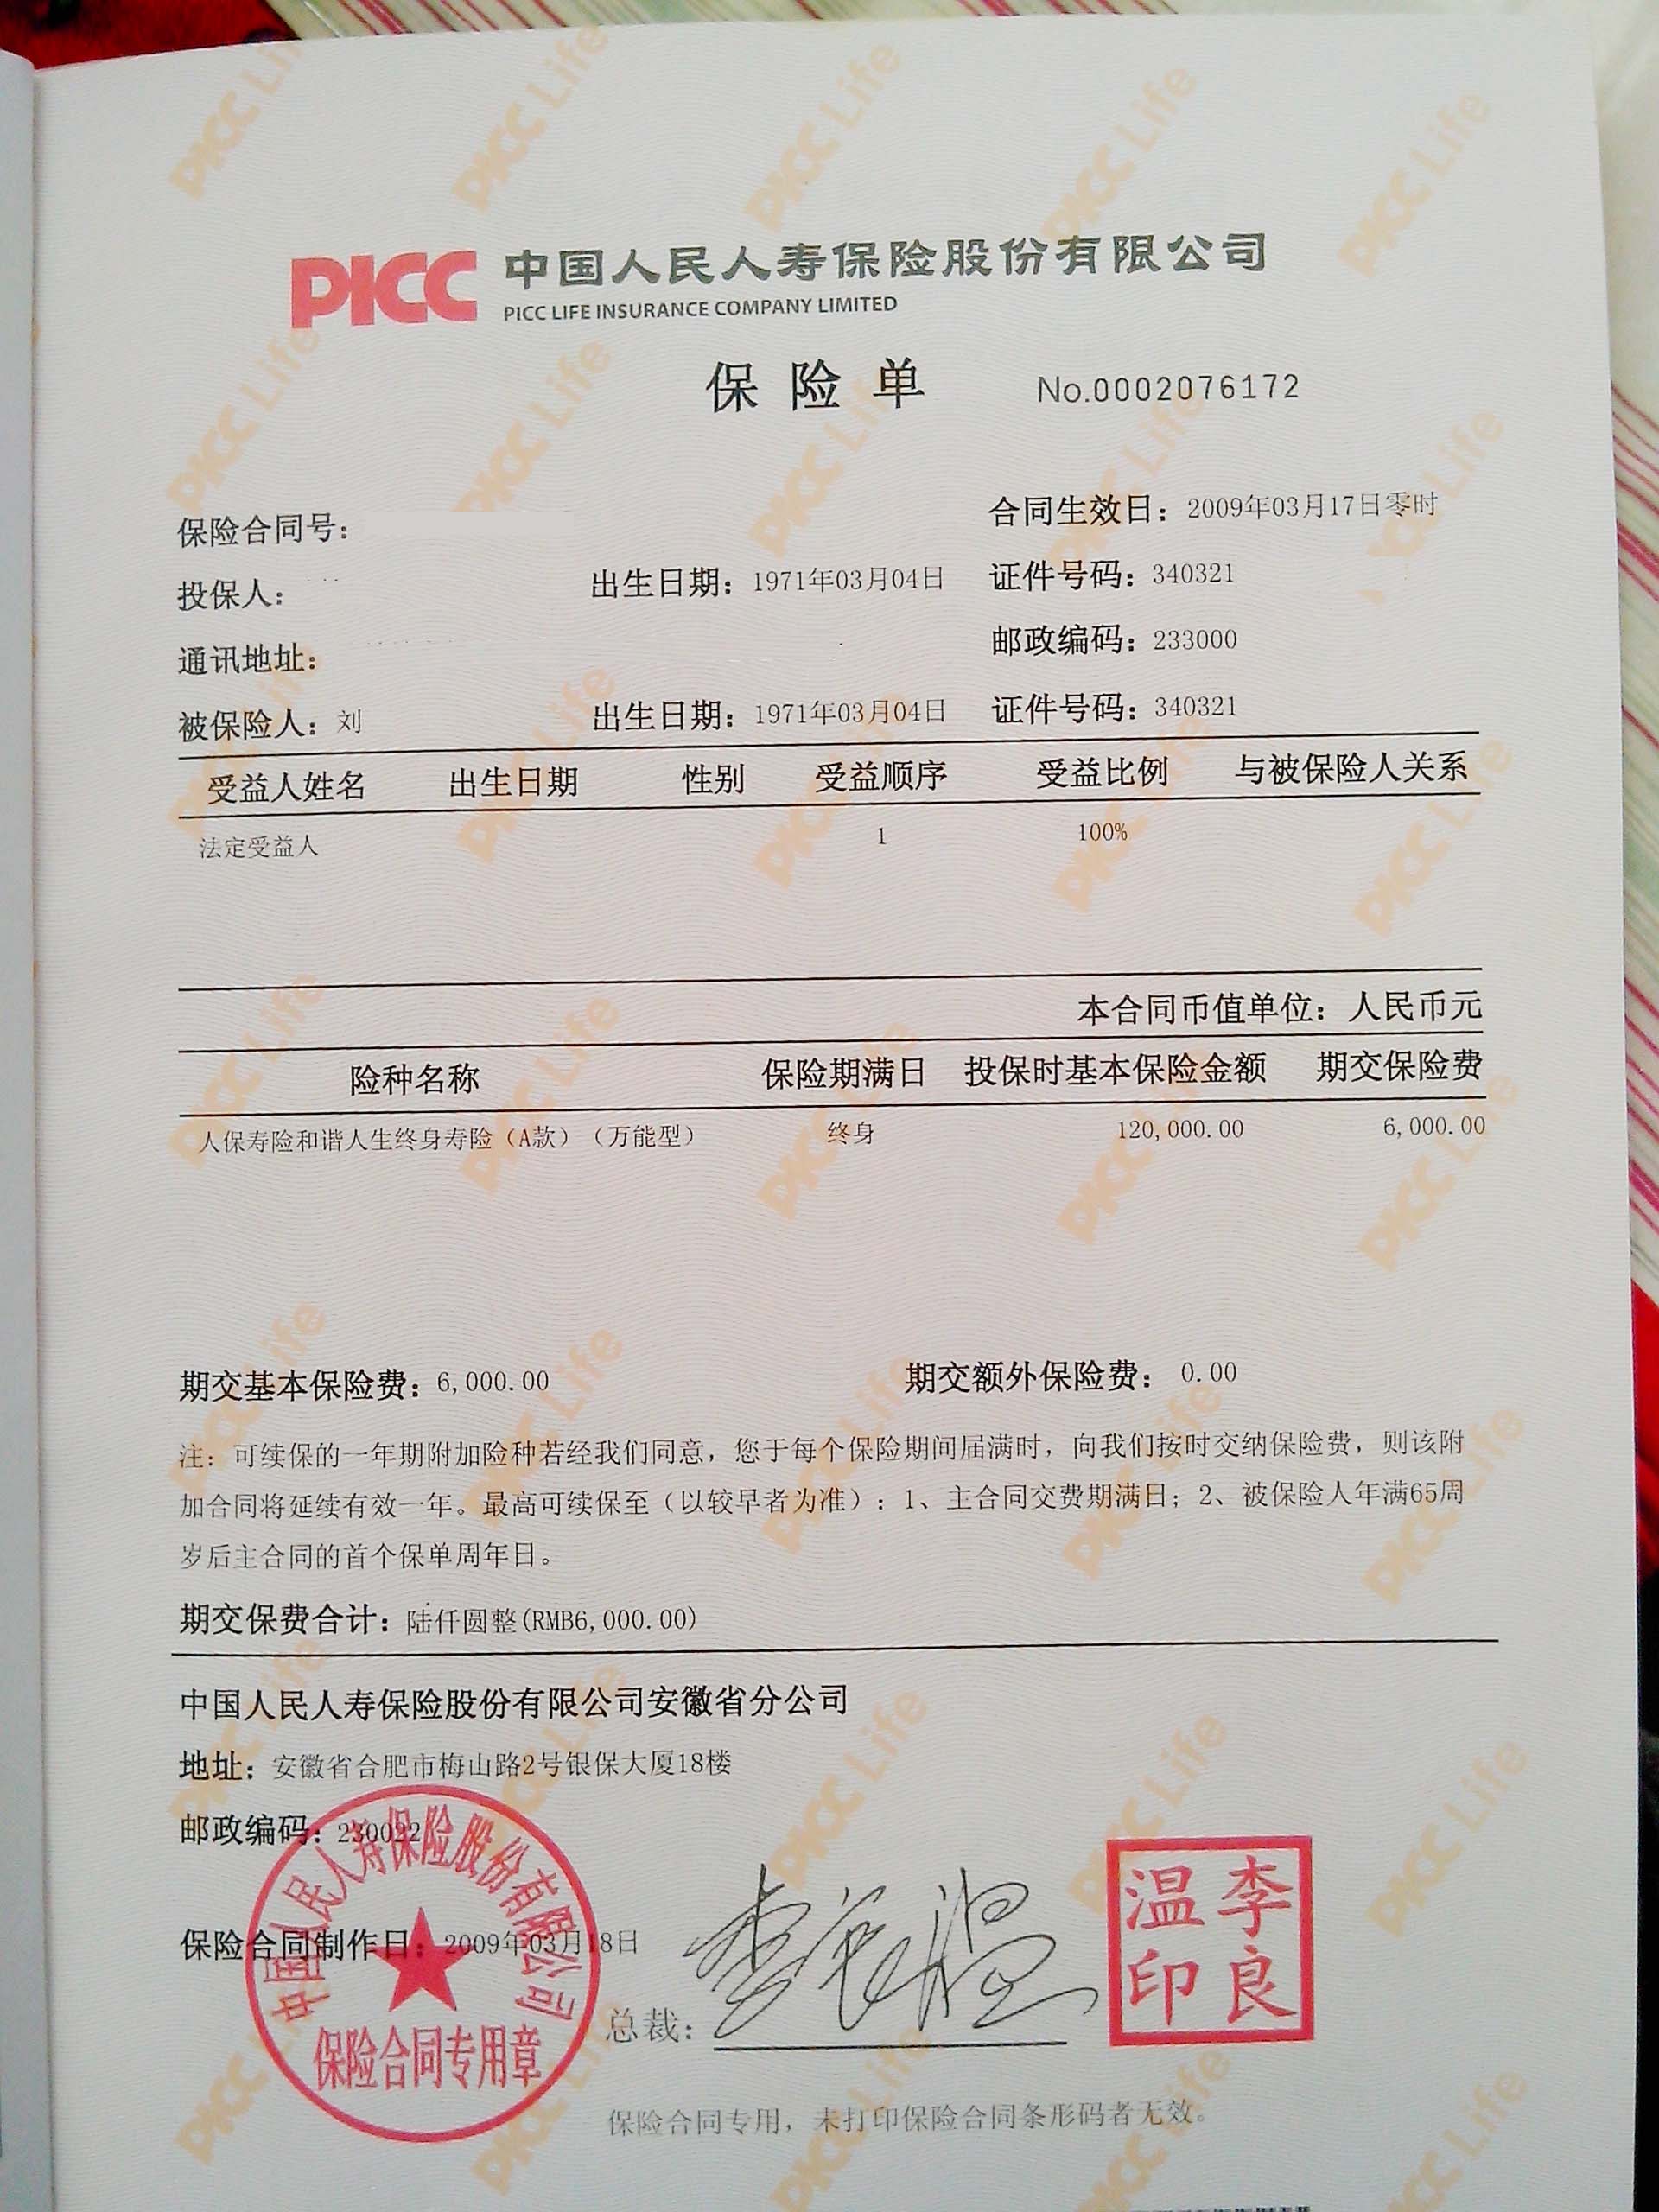 PICC 中国人民人寿保险股份有限公司
PICC LIFE INSURANCE COMPANY LIMITED
保险单 No.0002076172
保险合同号: 合同生效日: 2009年03月17日零时
投保人: 出生日期: 1971年03月04日 证件号码: 340321
通讯地址: 邮政编码: 233000
被保险人: 刘 出生日期: 1971年03月04日 证件号码: 340321
受益人姓名 出生日期 性别 受益顺序 受益比例 与被保险人关系
法定受益人 1 100%
本合同币值单位: 人民币元
险种名称 保险期满日 投保时基本保险金额 期交保险费
人保寿险和谐人生终身寿险（A款）（万能型） 终身 120,000.00 6,000.00
期交基本保险费: 6,000.00 期交额外保险费: 0.00
注: 可续保的一年期附加险种若经我们同意，您于每个保险期间届满时，向我们按时交纳保险费，则该附
加合同将延续有效一年。最高可续保至（以较早者为准）: 1、主合同交费期满日; 2、被保险人年满65周
岁后主合同的首个保单周年日。
期交保费合计: 陆仟圆整(RMB6,000.00)
中国人民人寿保险股份有限公司安徽省分公司
地址: 安徽省合肥市梅山路2号银保大厦18楼
邮政编码: 230022
保险合同制作日: 2009年03月18日
中国人民人寿保险股份有限公司
保险合同专用章
总裁: 李良温
李良温印
保险合同专用，未打印保险合同条形码者无效。
PICC Life